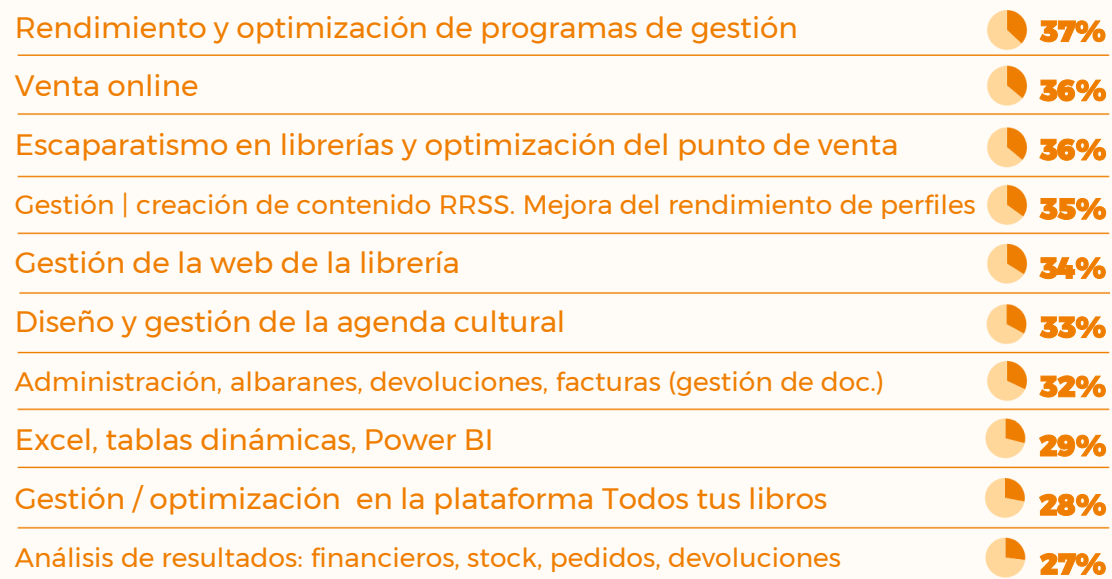 Rendimiento y optimización de programas de gestión 37%
Venta online 36%
Escaparatismo en librerías y optimización del punto de venta 36%
Gestión | creación de contenido RRSS. Mejora del rendimiento de perfiles 35%
Gestión de la web de la librería 34%
Diseño y gestión de la agenda cultural 33%
Administración, albaranes, devoluciones, facturas (gestión de doc.) 32%
Excel, tablas dinámicas, Power BI 29%
Gestión / optimización en la plataforma Todos tus libros 28%
Análisis de resultados: financieros, stock, pedidos, devoluciones 27%